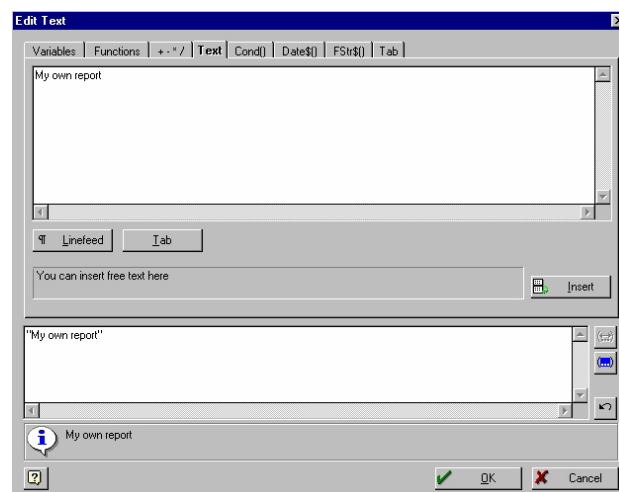 Edit Text
Variables Functions + - * / Text Cond() Date$() FStr$() Tab
My own report
¶ Linefeed Tab
You can insert free text here
Insert
"My own report"
My own report
OK Cancel